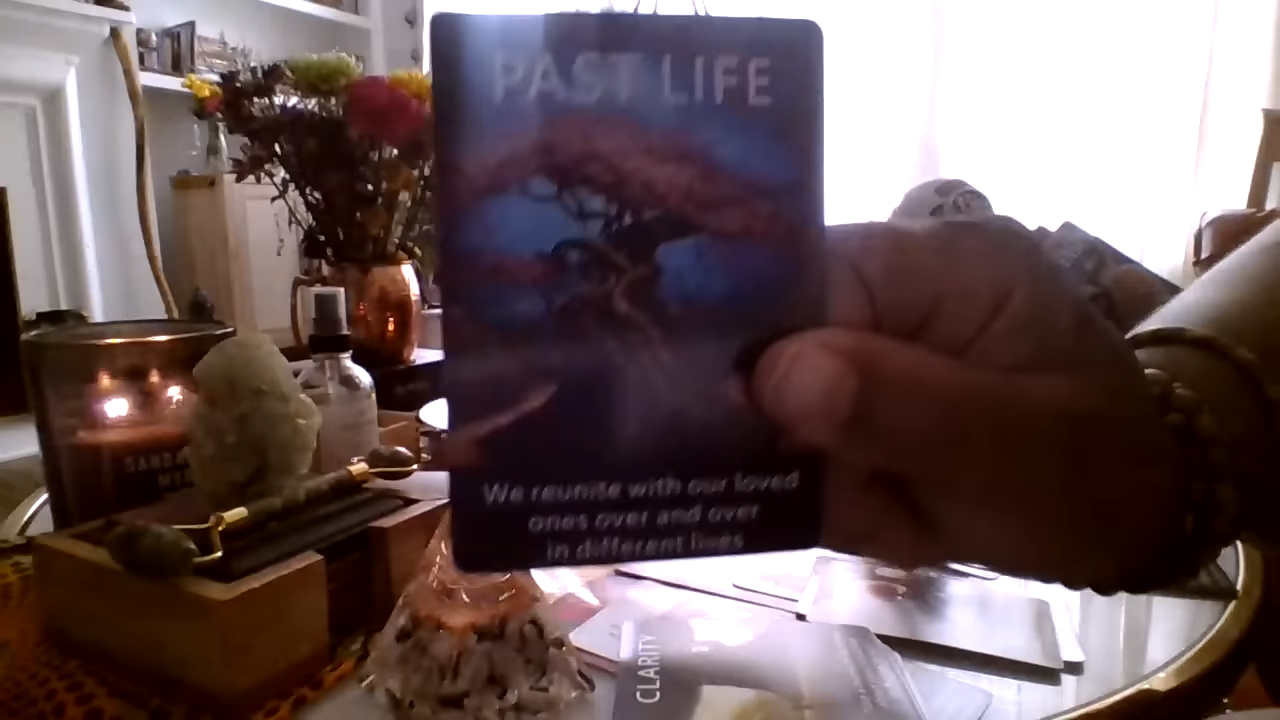 PAST LIFE
We reunite with our loved
ones over and over
in different lives
CLARITY